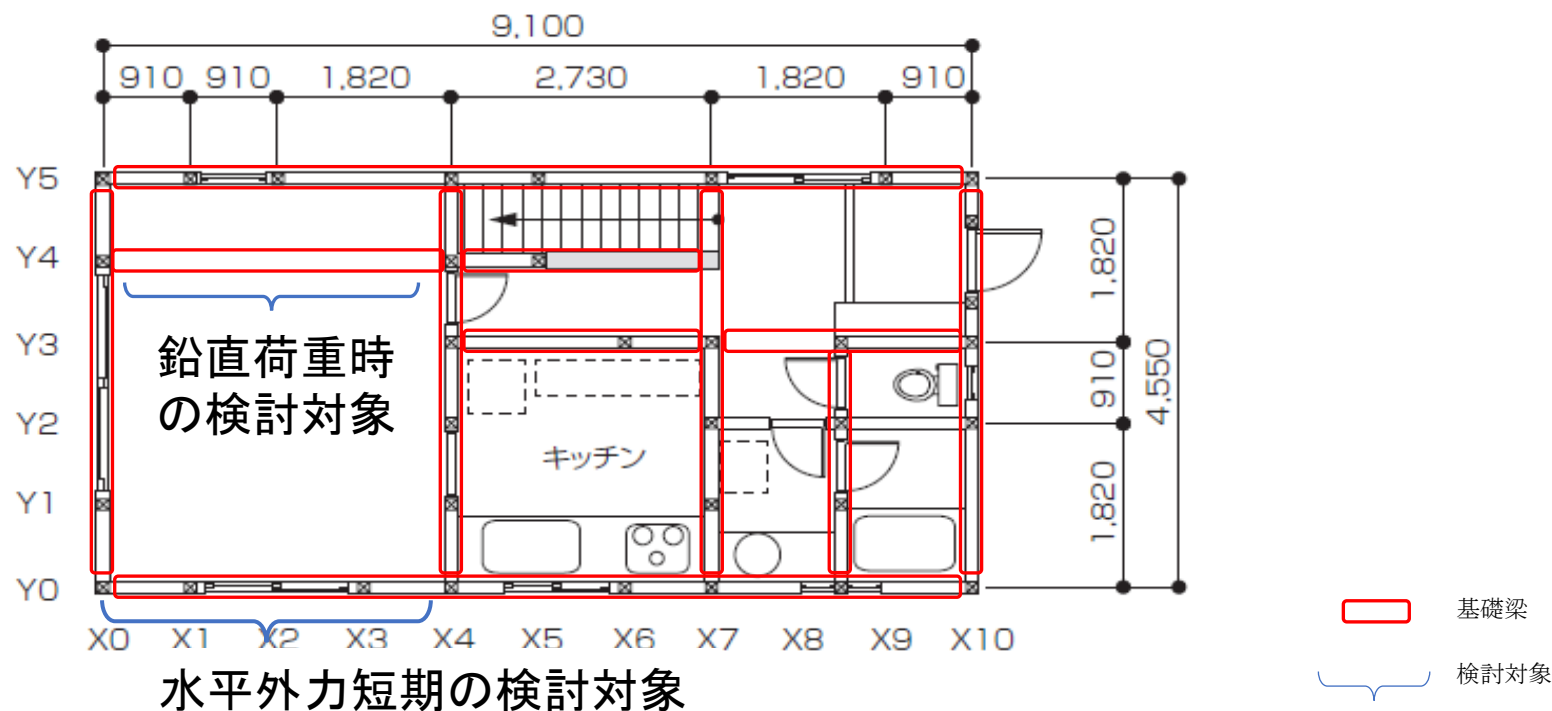 9,100
910 910 1,820 2,730 1,820 910
Y5
Y4
Y3
Y2
Y1
Y0
鉛直荷重時
の検討対象
キッチン
1,820
910
1,820
4,550
X0 X1 X2 X3 X4 X5 X6 X7 X8 X9 X10
水平外力短期の検討対象
基礎梁
検討対象